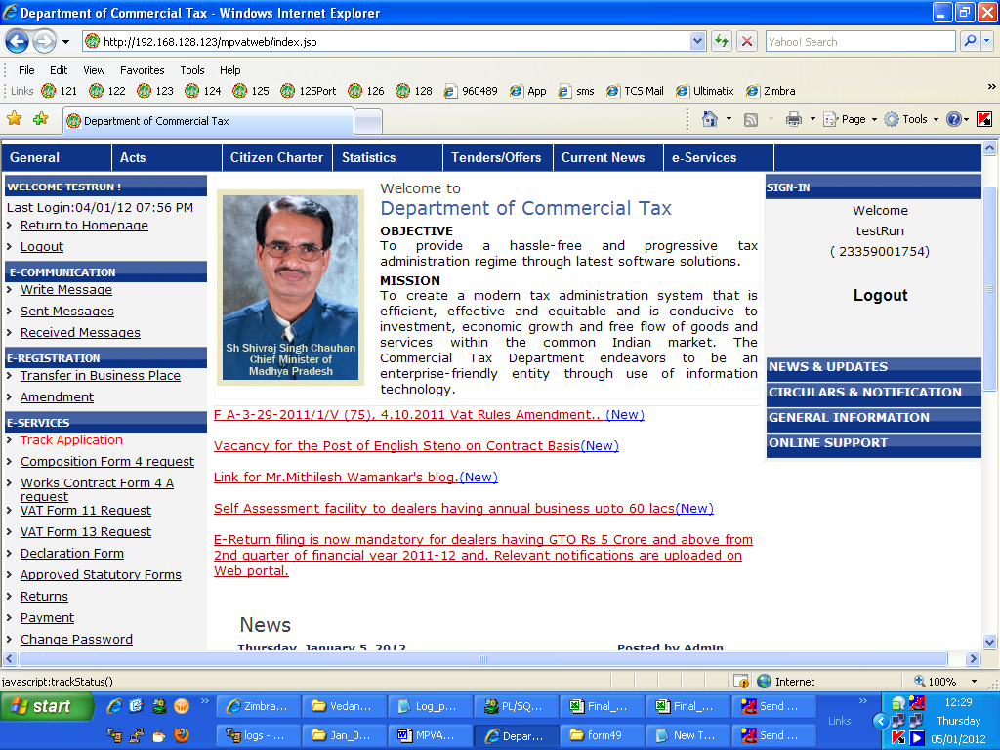 Department of Commercial Tax - Windows Internet Explorer
http://192.168.128.123/mpvatweb/index.jsp
Yahoo! Search
File Edit View Favorites Tools Help
Links 121 122 123 124 125 125Port 126 128 960489 App sms TCS Mail Ultimatix Zimbra »
Department of Commercial Tax
Page Tools
General Acts Citizen Charter Statistics Tenders/Offers Current News e-Services
WELCOME TESTRUN !
Last Login:04/01/12 07:56 PM
Return to Homepage
Logout
E-COMMUNICATION
Write Message
Sent Messages
Received Messages
E-REGISTRATION
Transfer in Business Place
Amendment
E-SERVICES
Track Application
Composition Form 4 request
Works Contract Form 4 A
request
VAT Form 11 Request
VAT Form 13 Request
Declaration Form
Approved Statutory Forms
Returns
Payment
Change Password
Sh Shivraj Singh Chauhan
Chief Minister of
Madhya Pradesh
Welcome to
Department of Commercial Tax
OBJECTIVE
To provide a hassle-free and progressive tax
administration regime through latest software solutions.
MISSION
To create a modern tax administration system that is
efficient, effective and equitable and is conducive to
investment, economic growth and free flow of goods and
services within the common Indian market. The
Commercial Tax Department endeavors to be an
enterprise-friendly entity through use of information
technology.
F A-3-29-2011/1/V (75), 4.10.2011 Vat Rules Amendment.. (New)
Vacancy for the Post of English Steno on Contract Basis(New)
Link for Mr.Mithilesh Wamankar's blog.(New)
Self Assessment facility to dealers having annual business upto 60 lacs(New)
E-Return filing is now mandatory for dealers having GTO Rs 5 Crore and above from
2nd quarter of financial year 2011-12 and. Relevant notifications are uploaded on
Web portal.
News
Thursday, January 5, 2012 Posted by Admin
SIGN-IN
Welcome
testRun
( 23359001754)
Logout
NEWS & UPDATES
CIRCULARS & NOTIFICATION
GENERAL INFORMATION
ONLINE SUPPORT
javascript:trackStatus() Internet 100%
start » Zimbra... Vedan... Log_p... PL/SQ... Final_... Final_... Send ... » 12:29
Links Thursday
logs - ... Jan_0... MPVA... Depar... form49 New T... Send ... 05/01/2012